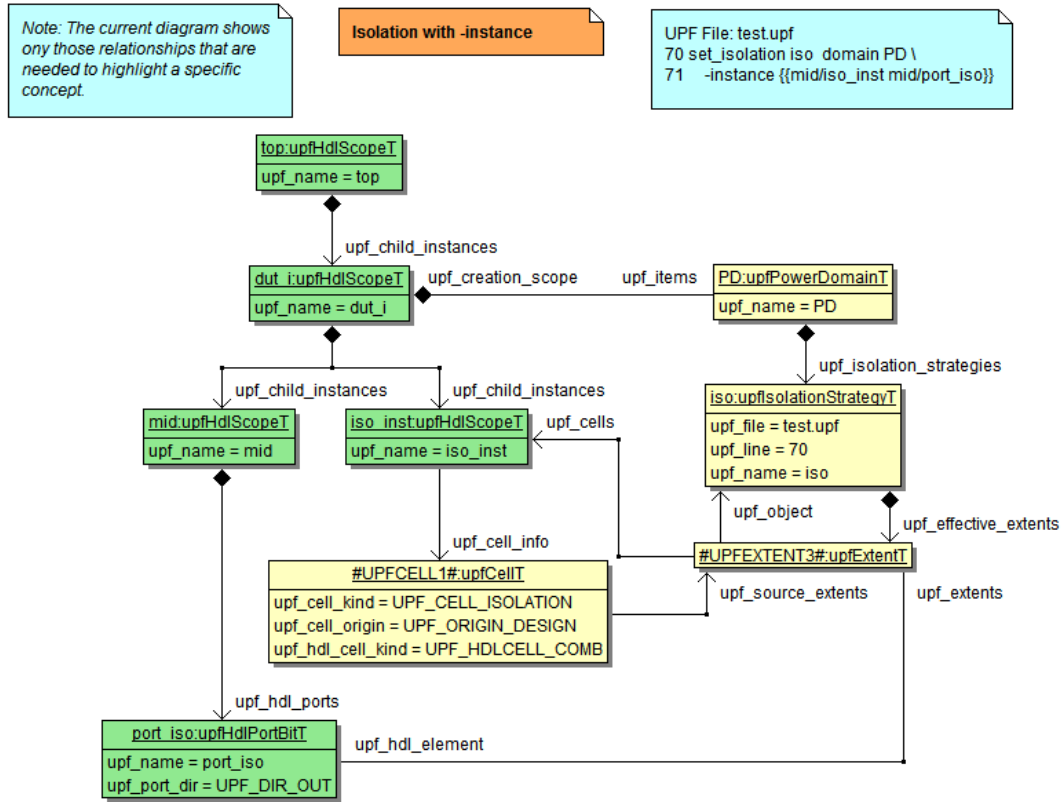 Note: The current diagram shows
ony those relationships that are
needed to highlight a specific
concept.
Isolation with -instance
UPF File: test.upf
70 set_isolation iso domain PD \
71 -instance {{mid/iso_inst mid/port_iso}}
top:upfHdlScopeT
upf_name = top
upf_child_instances
dut_i:upfHdlScopeT
upf_name = dut_i
upf_creation_scope
upf_items
PD:upfPowerDomainT
upf_name = PD
upf_isolation_strategies
upf_child_instances
upf_child_instances
mid:upfHdlScopeT
upf_name = mid
iso_inst:upfHdlScopeT
upf_name = iso_inst
upf_cells
iso:upfIsolationStrategyT
upf_file = test.upf
upf_line = 70
upf_name = iso
upf_object
upf_effective_extents
upf_cell_info
#UPFEXTENT3#:upfExtentT
#UPFCELL1#:upfCellT
upf_cell_kind = UPF_CELL_ISOLATION
upf_cell_origin = UPF_ORIGIN_DESIGN
upf_hdl_cell_kind = UPF_HDLCELL_COMB
upf_source_extents
upf_extents
upf_hdl_ports
port_iso:upfHdlPortBitT
upf_name = port_iso
upf_port_dir = UPF_DIR_OUT
upf_hdl_element